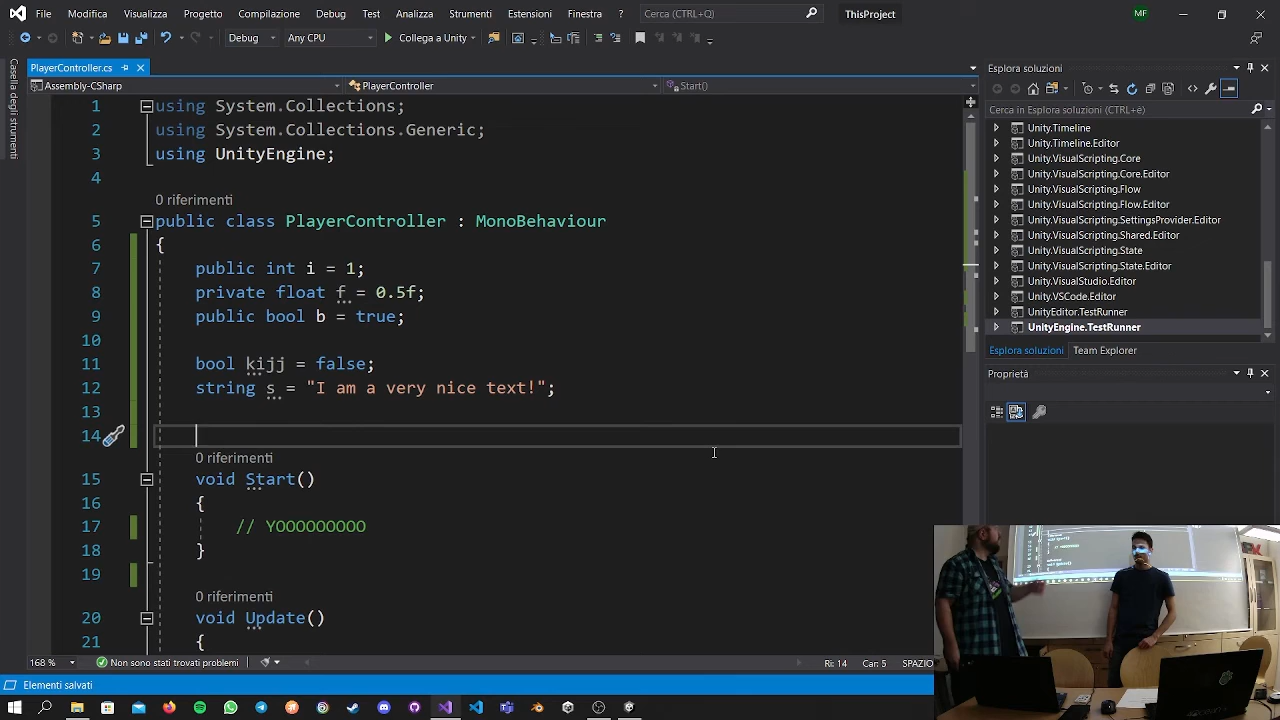 File Modifica Visualizza Progetto Compilazione Debug Test Analizza Strumenti Estensioni Finestra ? Cerca (CTRL+Q) ThisProject MF
Debug Any CPU Collega a Unity
PlayerController.cs Esplora soluzioni
Assembly-CSharp PlayerController Start()
Casella degli strumenti
1 using System.Collections;
2 using System.Collections.Generic;
3 using UnityEngine;
4
0 riferimenti
5 public class PlayerController : MonoBehaviour
6 {
7 public int i = 1;
8 private float f = 0.5f;
9 public bool b = true;
10
11 bool kijj = false;
12 string s = "I am a very nice text!";
13
14
0 riferimenti
15 void Start()
16 {
17 // YOOOOOOOOO
18 }
19
0 riferimenti
20 void Update()
21 {
Cerca in Esplora soluzioni (CTRL+è)
Unity.Timeline
Unity.Timeline.Editor
Unity.VisualScripting.Core
Unity.VisualScripting.Core.Editor
Unity.VisualScripting.Flow
Unity.VisualScripting.Flow.Editor
Unity.VisualScripting.SettingsProvider.Editor
Unity.VisualScripting.Shared.Editor
Unity.VisualScripting.State
Unity.VisualScripting.State.Editor
Unity.VisualStudio.Editor
Unity.VSCode.Editor
UnityEditor.TestRunner
UnityEngine.TestRunner
Esplora soluzioni Team Explorer
Proprietà
168 % Non sono stati trovati problemi Ri: 14 Car: 5 SPAZIO
Elementi salvati